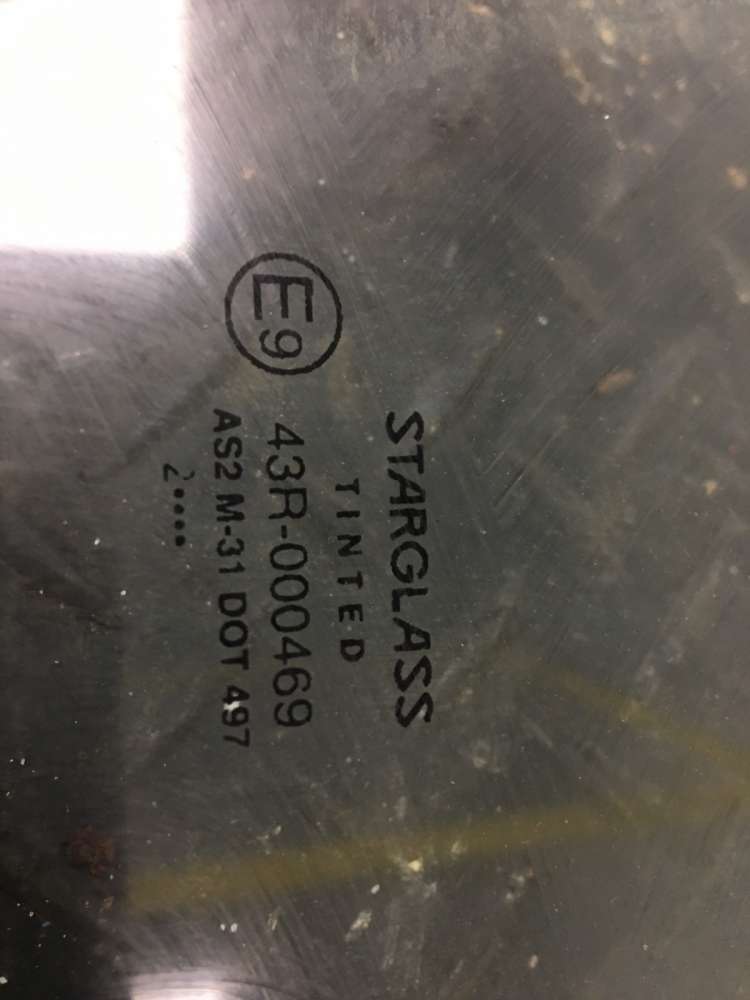 STARGLASS
TINTED
E9
43R-000469
AS2 M-31 DOT 497
2••••